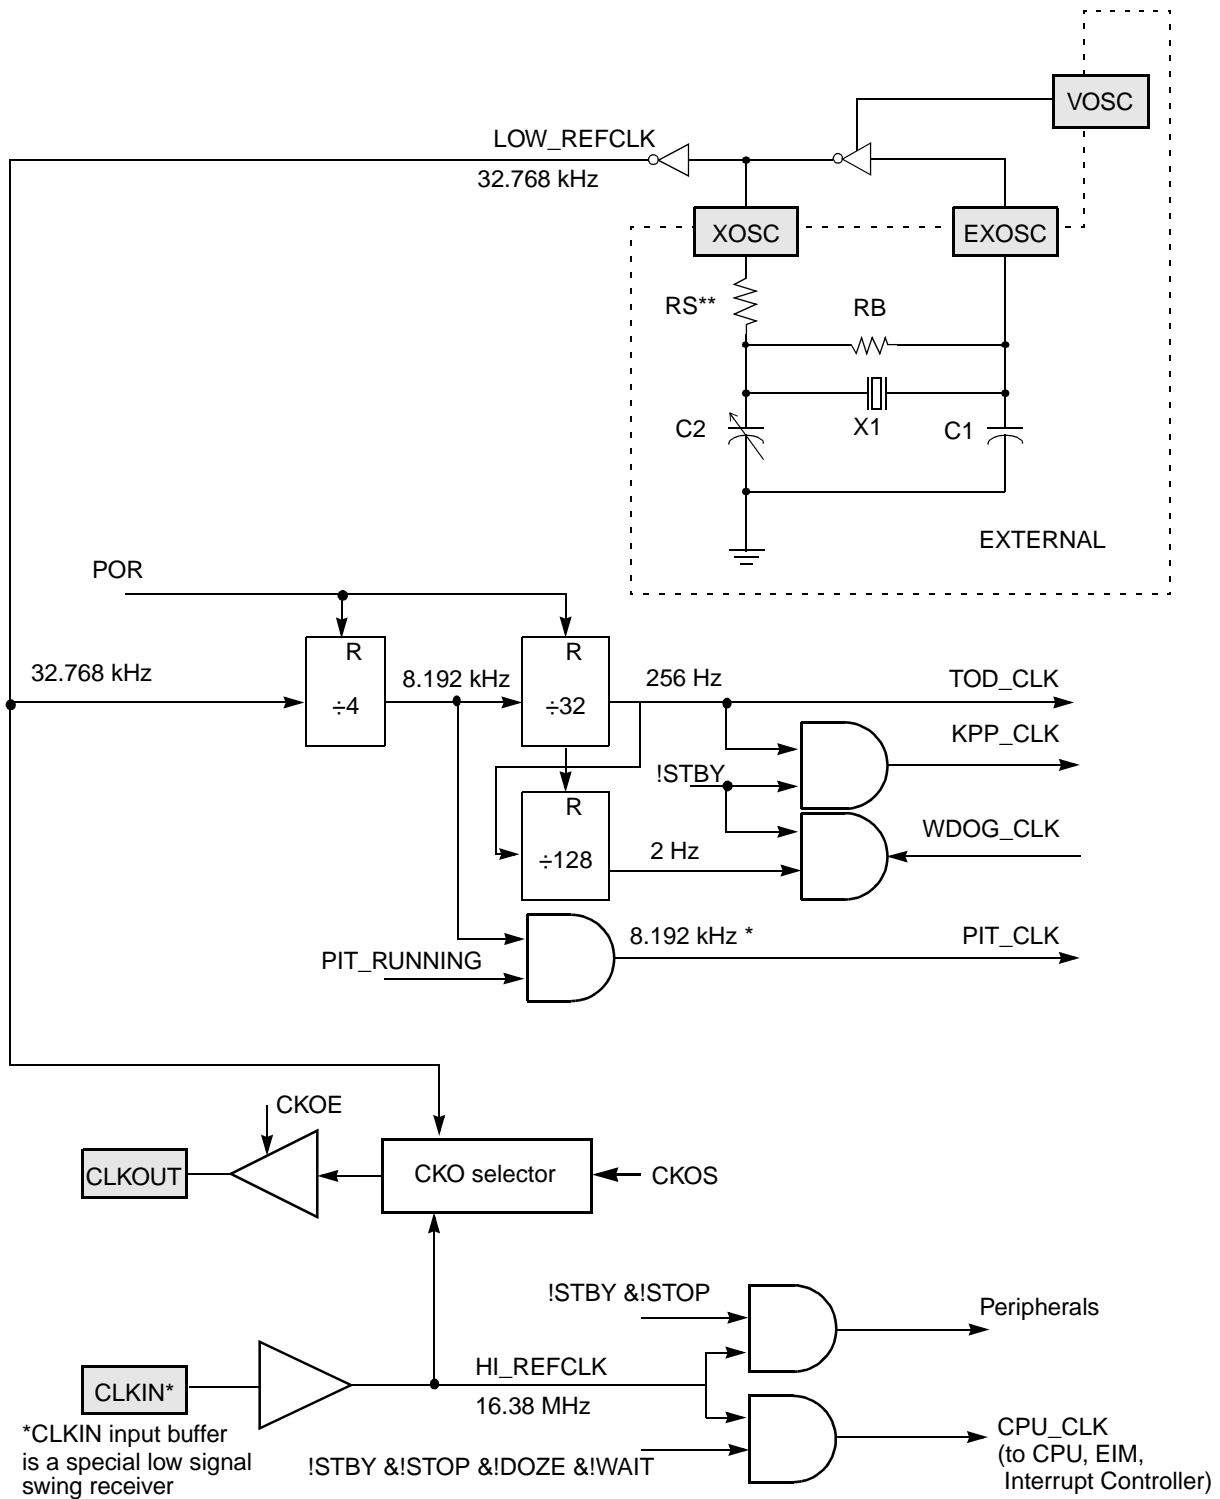 VOSC
LOW_REFCLK
32.768 kHz
XOSC
EXOSC
RS**
RB
C2
X1
C1
EXTERNAL
POR
R
R
32.768 kHz
8.192 kHz
256 Hz
TOD_CLK
÷4
÷32
KPP_CLK
!STBY
R
WDOG_CLK
÷128
2 Hz
8.192 kHz *
PIT_CLK
PIT_RUNNING
CKOE
CLKOUT
CKO selector
CKOS
!STBY &!STOP
Peripherals
HI_REFCLK
CLKIN*
16.38 MHz
*CLKIN input buffer
is a special low signal
swing receiver
!STBY &!STOP &!DOZE &!WAIT
CPU_CLK
(to CPU, EIM,
Interrupt Controller)